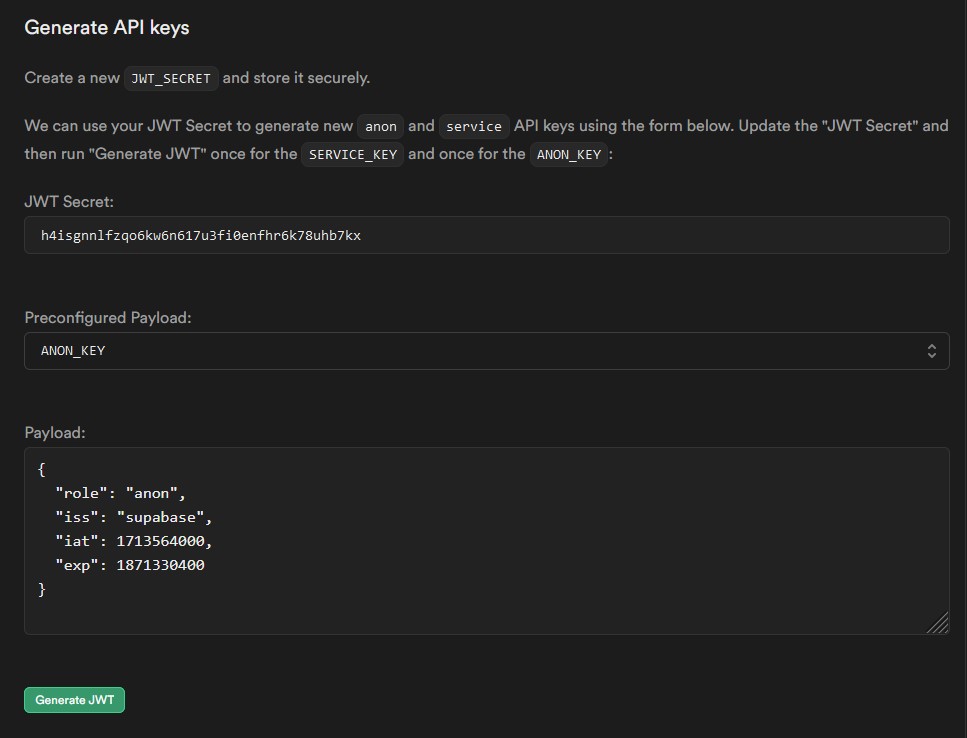 Generate API keys
Create a new JWT_SECRET and store it securely.
We can use your JWT Secret to generate new anon and service API keys using the form below. Update the "JWT Secret" and
then run "Generate JWT" once for the SERVICE_KEY and once for the ANON_KEY:
JWT Secret:
h4isgnnlfzqo6kw6n617u3fi0enfhr6k78uhb7kx
Preconfigured Payload:
ANON_KEY
Payload:
{
  "role": "anon",
  "iss": "supabase",
  "iat": 1713564000,
  "exp": 1871330400
}
Generate JWT